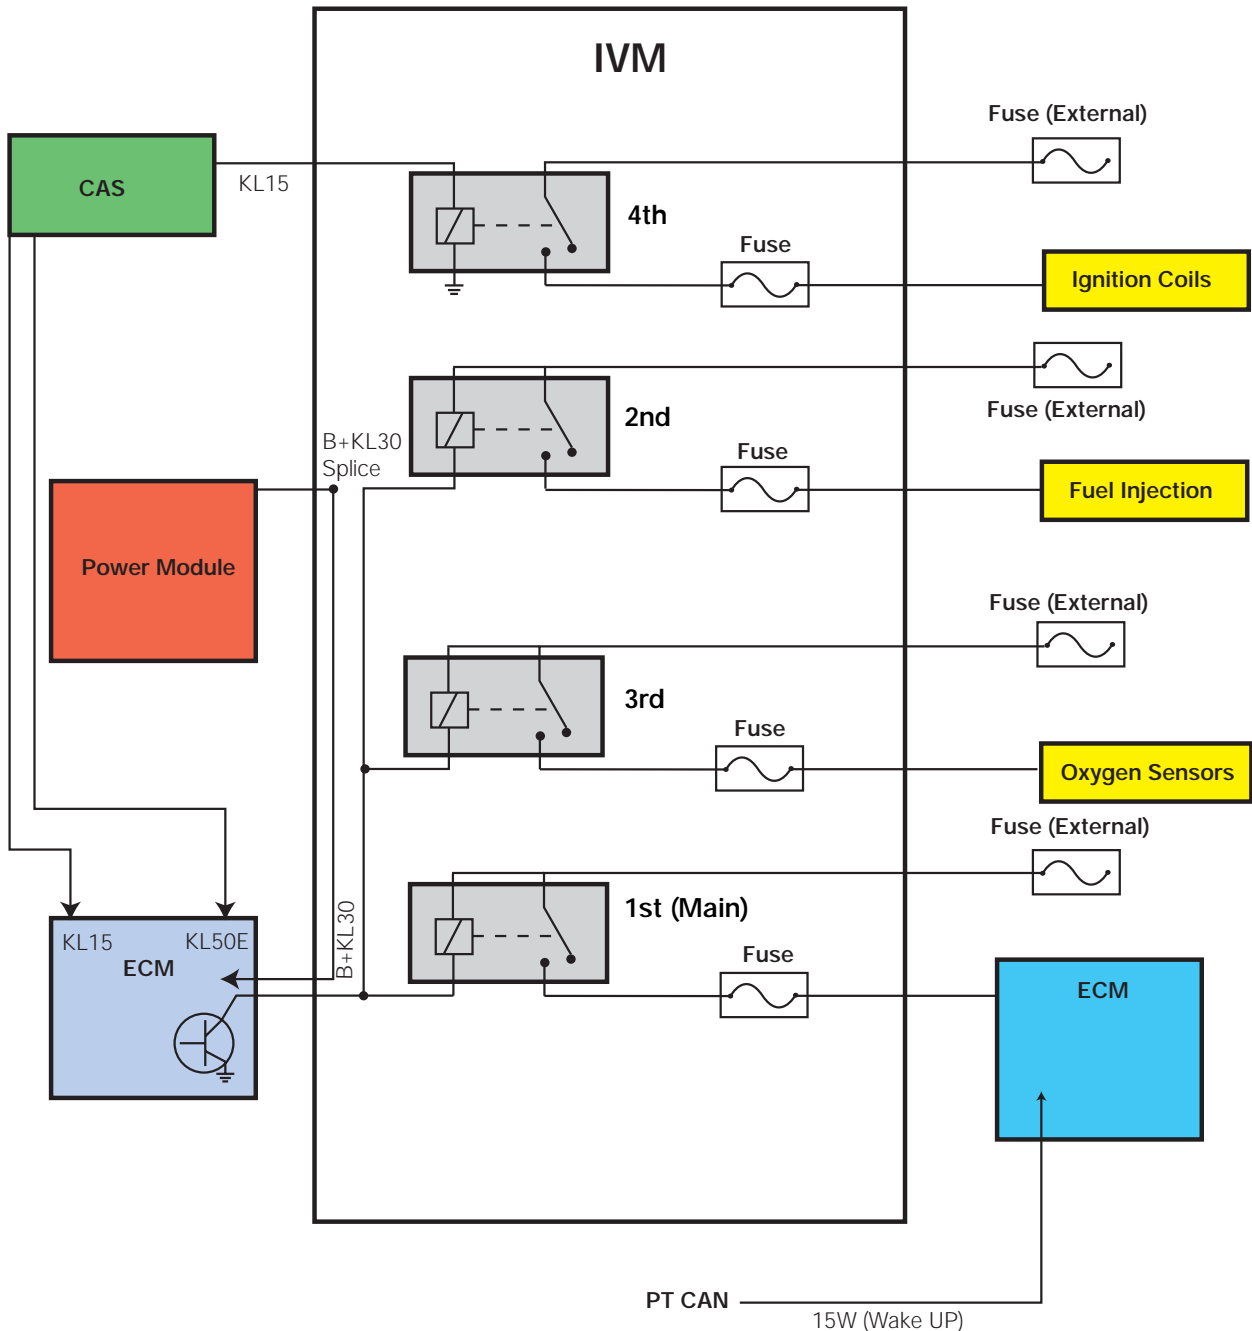 IVM
Fuse (External)
CAS
KL15
4th
Fuse
Ignition Coils
Fuse (External)
2nd
B+KL30
Splice
Fuse
Fuel Injection
Power Module
Fuse (External)
3rd
Fuse
Oxygen Sensors
Fuse (External)
1st (Main)
B+KL30
KL15
KL50E
ECM
Fuse
ECM
PT CAN
15W (Wake UP)